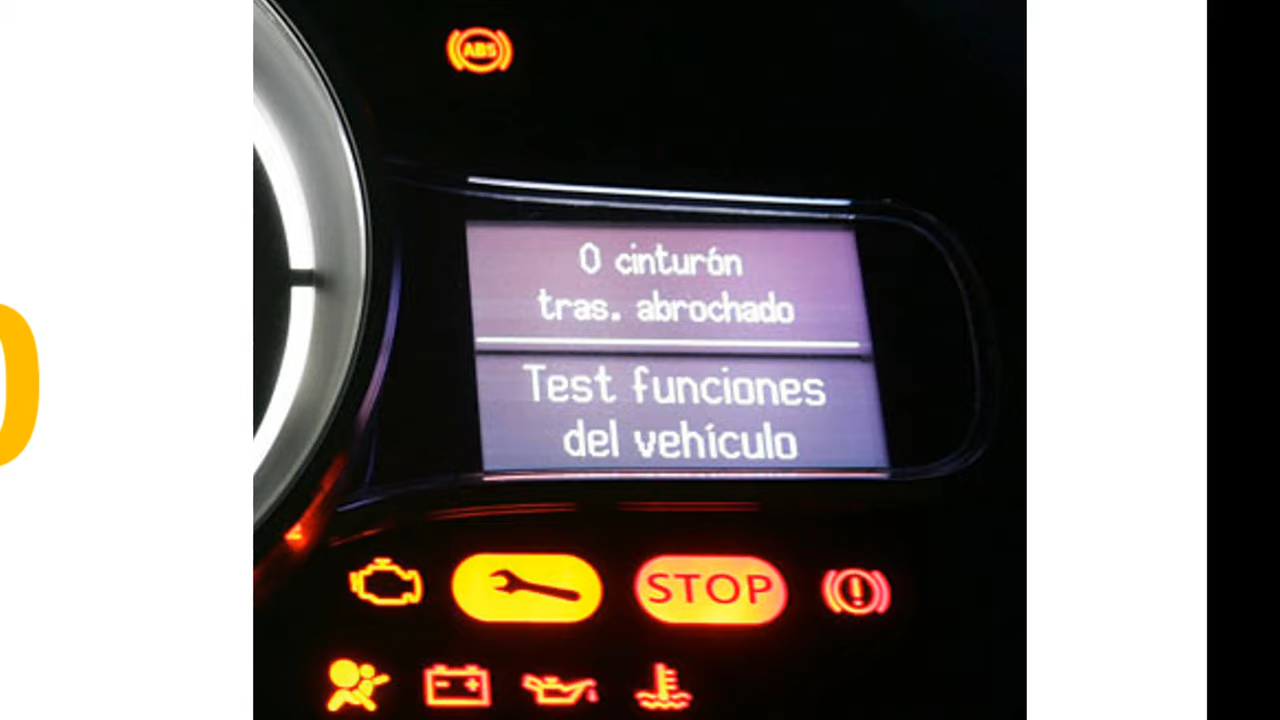 ABS
0 cinturón
tras. abrochado
Test funciones
del vehículo
STOP